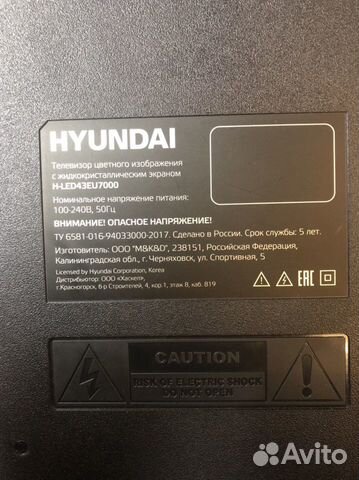 HYUNDAI
Телевизор цветного изображения
с жидкокристаллическим экраном
H-LED43EU7000
Номинальное напряжение питания:
100-240В, 50Гц
ВНИМАНИЕ! ОПАСНОЕ НАПРЯЖЕНИЕ!
ТУ 6581-016-94033000-2017. Сделано в России. Срок службы: 5 лет.
Изготовитель: ООО "МВКВD", 238151, Российская Федерация,
Калининградская обл., г. Черняховск, ул. Спортивная, 5
Licensed by Hyundai Corporation, Korea
Дистрибьютор: ООО «Хаскел»,
г.Красногорск, б-р Строителей, 4, кор.1, этаж 8, каб. 819
EAC
CAUTION
RISK OF ELECTRIC SHOCK
DO NOT OPEN
Avito